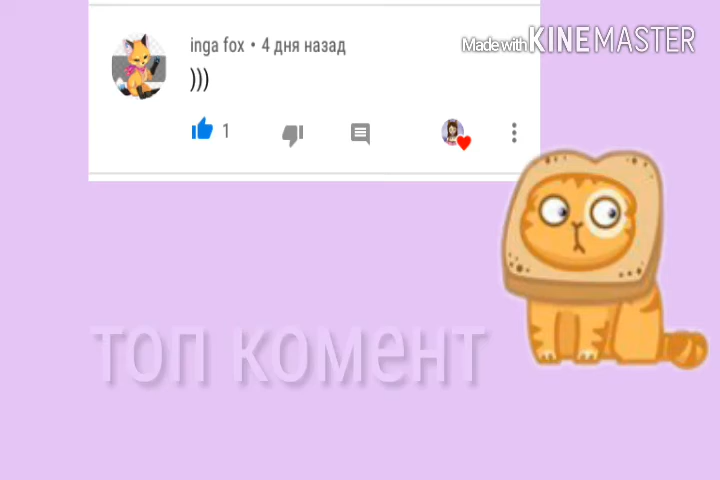 inga fox • 4 дня назад
Made with KINEMASTER
)))
1
топ комент